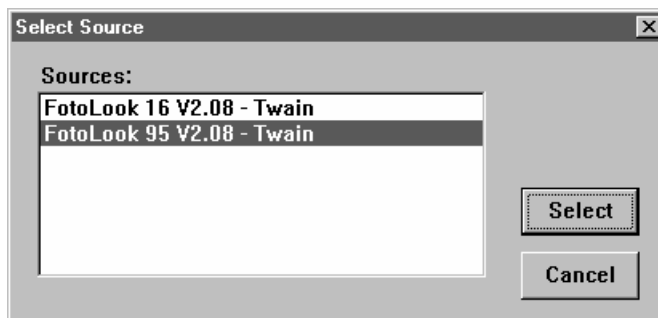 Select Source
Sources:
FotoLook 16 V2.08 - Twain
FotoLook 95 V2.08 - Twain
Select
Cancel